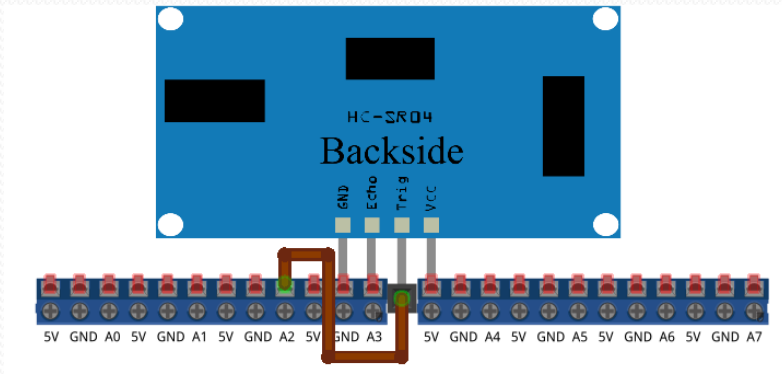 HC-SR04
Backside
GND Echo Trig Vcc
5V GND A0 5V GND A1 5V GND A2 5V GND A3 5V GND A4 5V GND A5 5V GND A6 5V GND A7